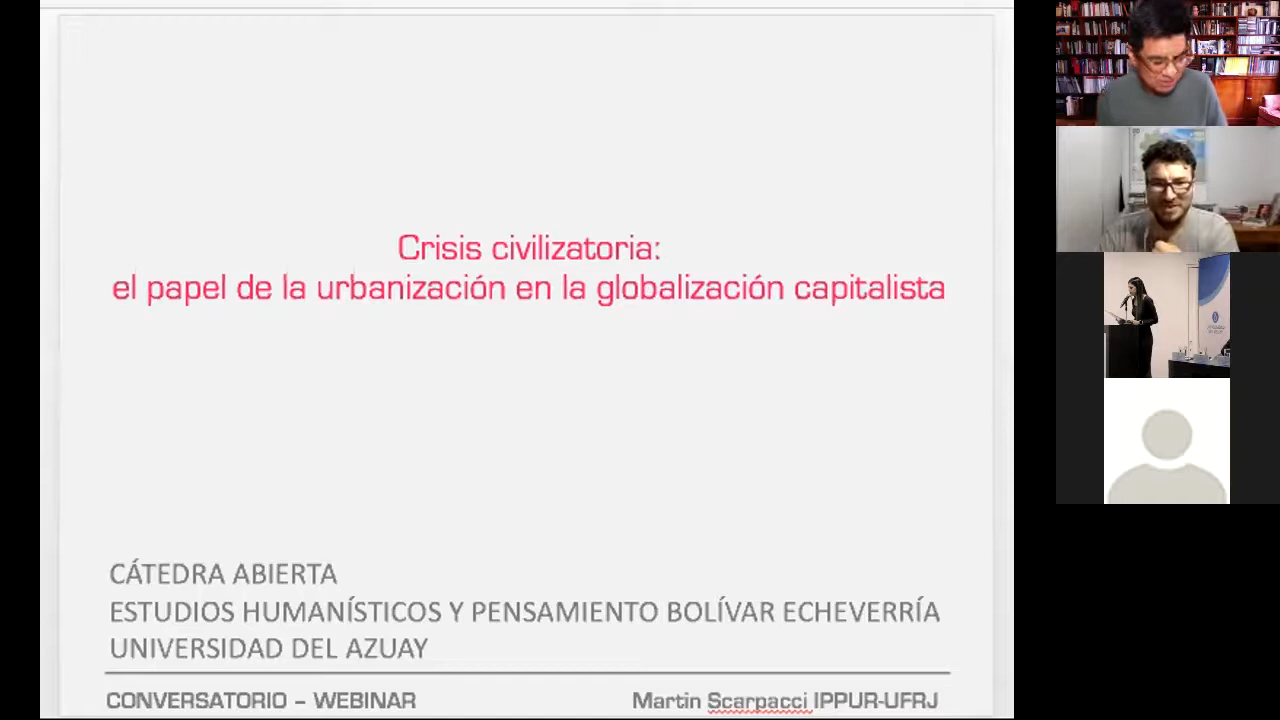 Crisis civilizatoria:
el papel de la urbanización en la globalización capitalista
CÁTEDRA ABIERTA
ESTUDIOS HUMANÍSTICOS Y PENSAMIENTO BOLÍVAR ECHEVERRÍA
UNIVERSIDAD DEL AZUAY
CONVERSATORIO – WEBINAR
Martin Scarpacci IPPUR-UFRJ